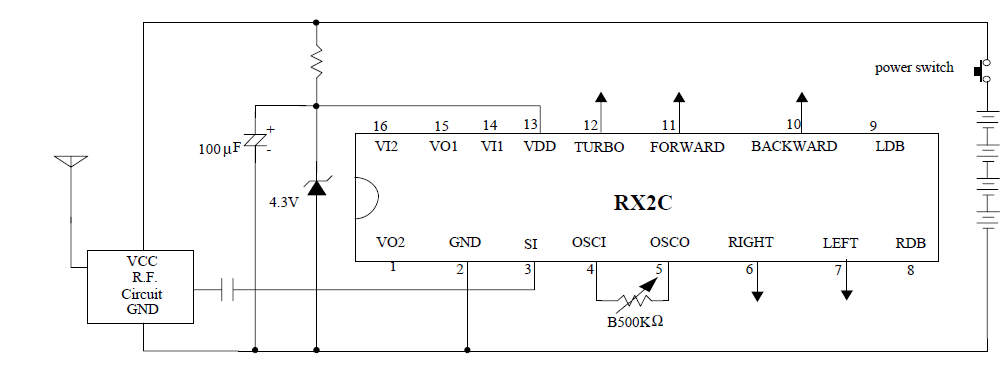 power switch
+
100μF
-
4.3V
16 15 14 13 12 11 10 9
VI2 VO1 VI1 VDD TURBO FORWARD BACKWARD LDB
RX2C
VO2 GND SI OSCI OSCO RIGHT LEFT RDB
1 2 3 4 5 6 7 8
VCC
R.F.
Circuit
GND
B500KΩ